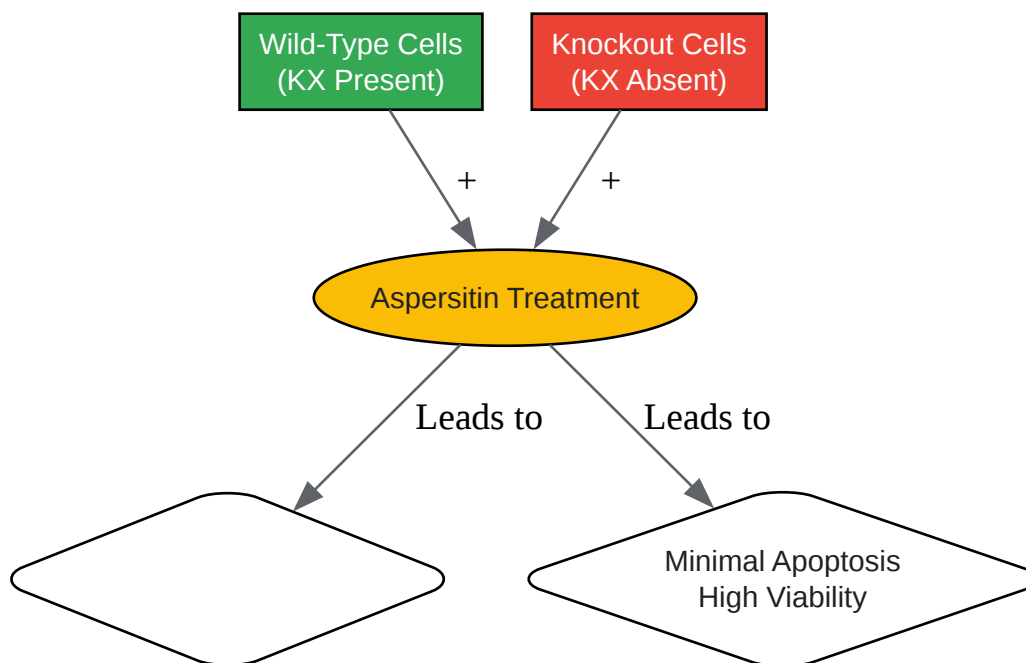 Wild-Type Cells
(KX Present)
Knockout Cells
(KX Absent)
+
+
Aspersitin Treatment
Leads to
Leads to
Minimal Apoptosis
High Viability